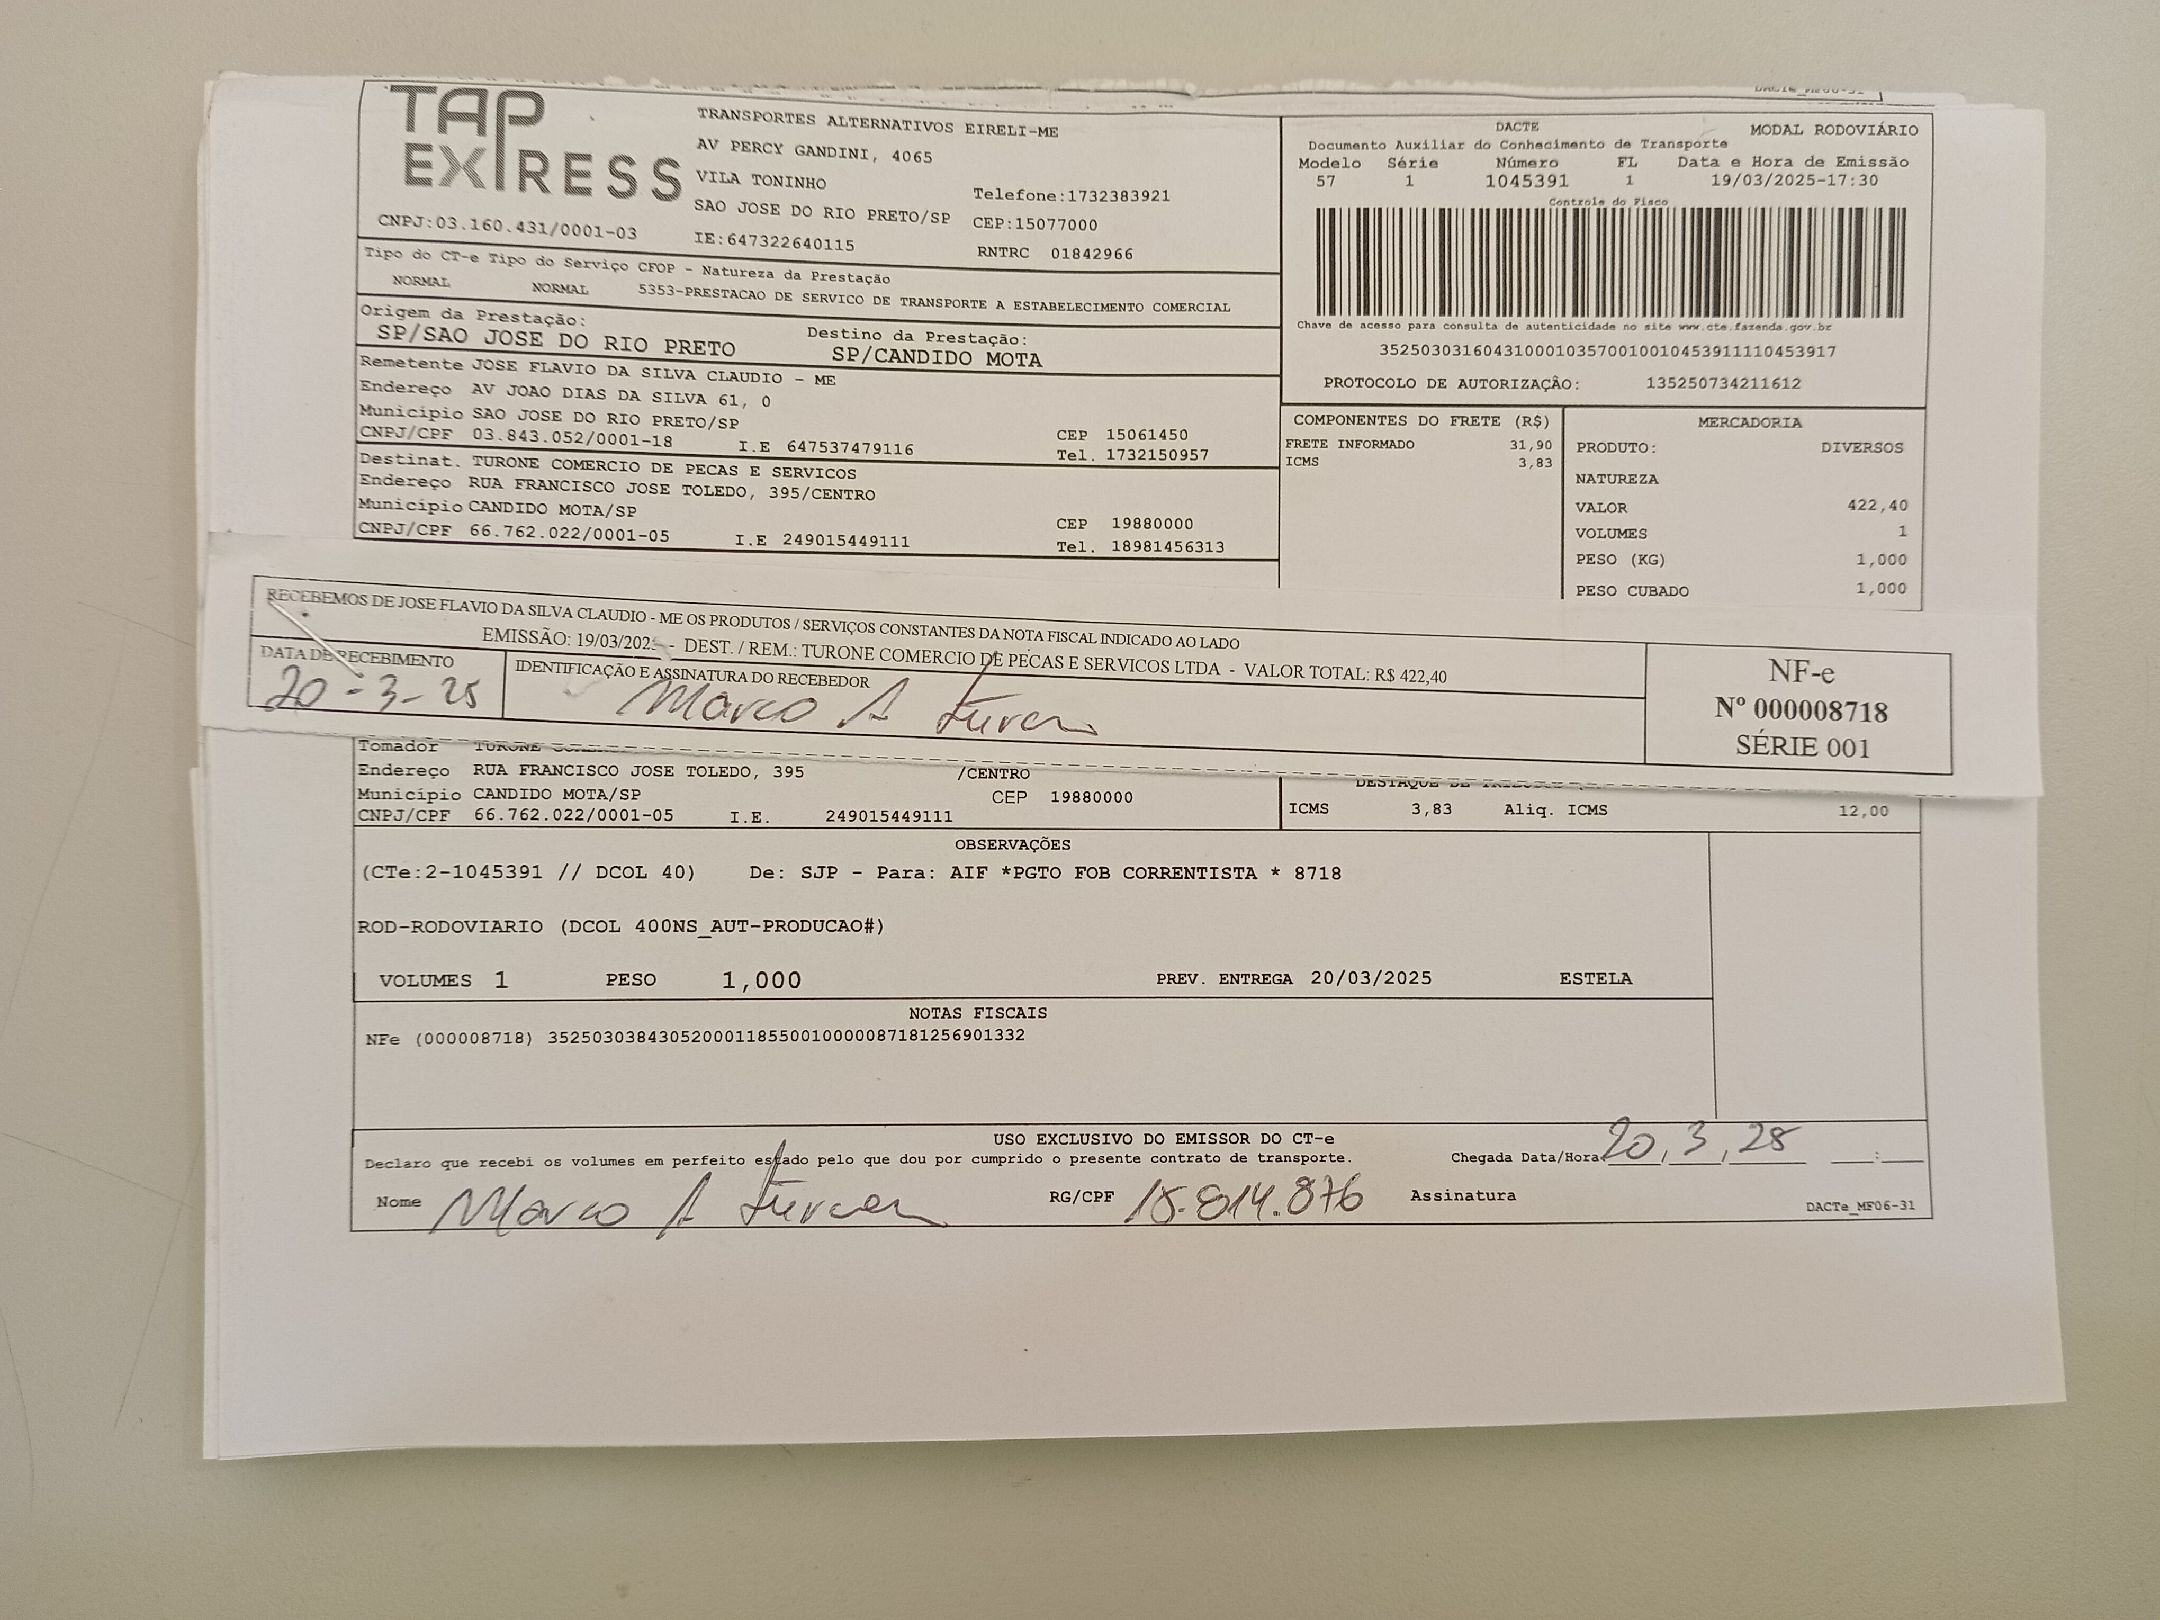 TAP
EXPRESS
TRANSPORTES ALTERNATIVOS EIRELI-ME
AV PERCY GANDINI, 4065
VILA TONINHO
Telefone:1732383921
SAO JOSE DO RIO PRETO/SP CEP:15077000
CNPJ:03.160.431/0001-03 IE:647322640115 RNTRC 01842966
DACTE MODAL RODOVIÁRIO
Documento Auxiliar do Conhecimento de Transporte
Modelo Série Número FL Data e Hora de Emissão
57 1 1045391 1 19/03/2025-17:30
Controle do Fisco
Chave de acesso para consulta de autenticidade no site www.cte.fazenda.gov.br
35250303160431000103570010010453911110453917
PROTOCOLO DE AUTORIZAÇÃO: 135250734211612
Tipo do CT-e Tipo do Serviço CFOP - Natureza da Prestação
NORMAL NORMAL 5353-PRESTACAO DE SERVICO DE TRANSPORTE A ESTABELECIMENTO COMERCIAL
Origem da Prestação: Destino da Prestação:
SP/SAO JOSE DO RIO PRETO SP/CANDIDO MOTA
Remetente JOSE FLAVIO DA SILVA CLAUDIO - ME
Endereço AV JOAO DIAS DA SILVA 61, 0
Município SAO JOSE DO RIO PRETO/SP CEP 15061450
CNPJ/CPF 03.843.052/0001-18 I.E 647537479116 Tel. 1732150957
Destinat. TURONE COMERCIO DE PECAS E SERVICOS
Endereço RUA FRANCISCO JOSE TOLEDO, 395/CENTRO
Município CANDIDO MOTA/SP CEP 19880000
CNPJ/CPF 66.762.022/0001-05 I.E 249015449111 Tel. 18981456313
COMPONENTES DO FRETE (R$)
FRETE INFORMADO 31,90
ICMS 3,83
MERCADORIA
PRODUTO: DIVERSOS
NATUREZA
VALOR 422,40
VOLUMES 1
PESO (KG) 1,000
PESO CUBADO 1,000
RECEBEMOS DE JOSE FLAVIO DA SILVA CLAUDIO - ME OS PRODUTOS / SERVIÇOS CONSTANTES DA NOTA FISCAL INDICADO AO LADO
EMISSÃO: 19/03/202 - DEST. / REM.: TURONE COMERCIO DE PECAS E SERVICOS LTDA - VALOR TOTAL: R$ 422,40
DATA DE RECEBIMENTO IDENTIFICAÇÃO E ASSINATURA DO RECEBEDOR
20-3-25 Marco A
NF-e
Nº 000008718
SÉRIE 001
Tomador TURONE
Endereço RUA FRANCISCO JOSE TOLEDO, 395 /CENTRO
Município CANDIDO MOTA/SP CEP 19880000
CNPJ/CPF 66.762.022/0001-05 I.E. 249015449111
DESTAQUE DE
ICMS 3,83 Aliq. ICMS 12,00
OBSERVAÇÕES
(CTe:2-1045391 // DCOL 40) De: SJP - Para: AIF *PGTO FOB CORRENTISTA * 8718
ROD-RODOVIARIO (DCOL 400NS_AUT-PRODUCAO#)
VOLUMES 1 PESO 1,000 PREV. ENTREGA 20/03/2025 ESTELA
NOTAS FISCAIS
NFe (000008718) 35250303843052000118550010000087181256901332
USO EXCLUSIVO DO EMISSOR DO CT-e
Declaro que recebi os volumes em perfeito estado pelo que dou por cumprido o presente contrato de transporte. Chegada Data/Hora 20, 3, 25
Nome Marco A RG/CPF 15.814.876 Assinatura
DACTe_MF06-31